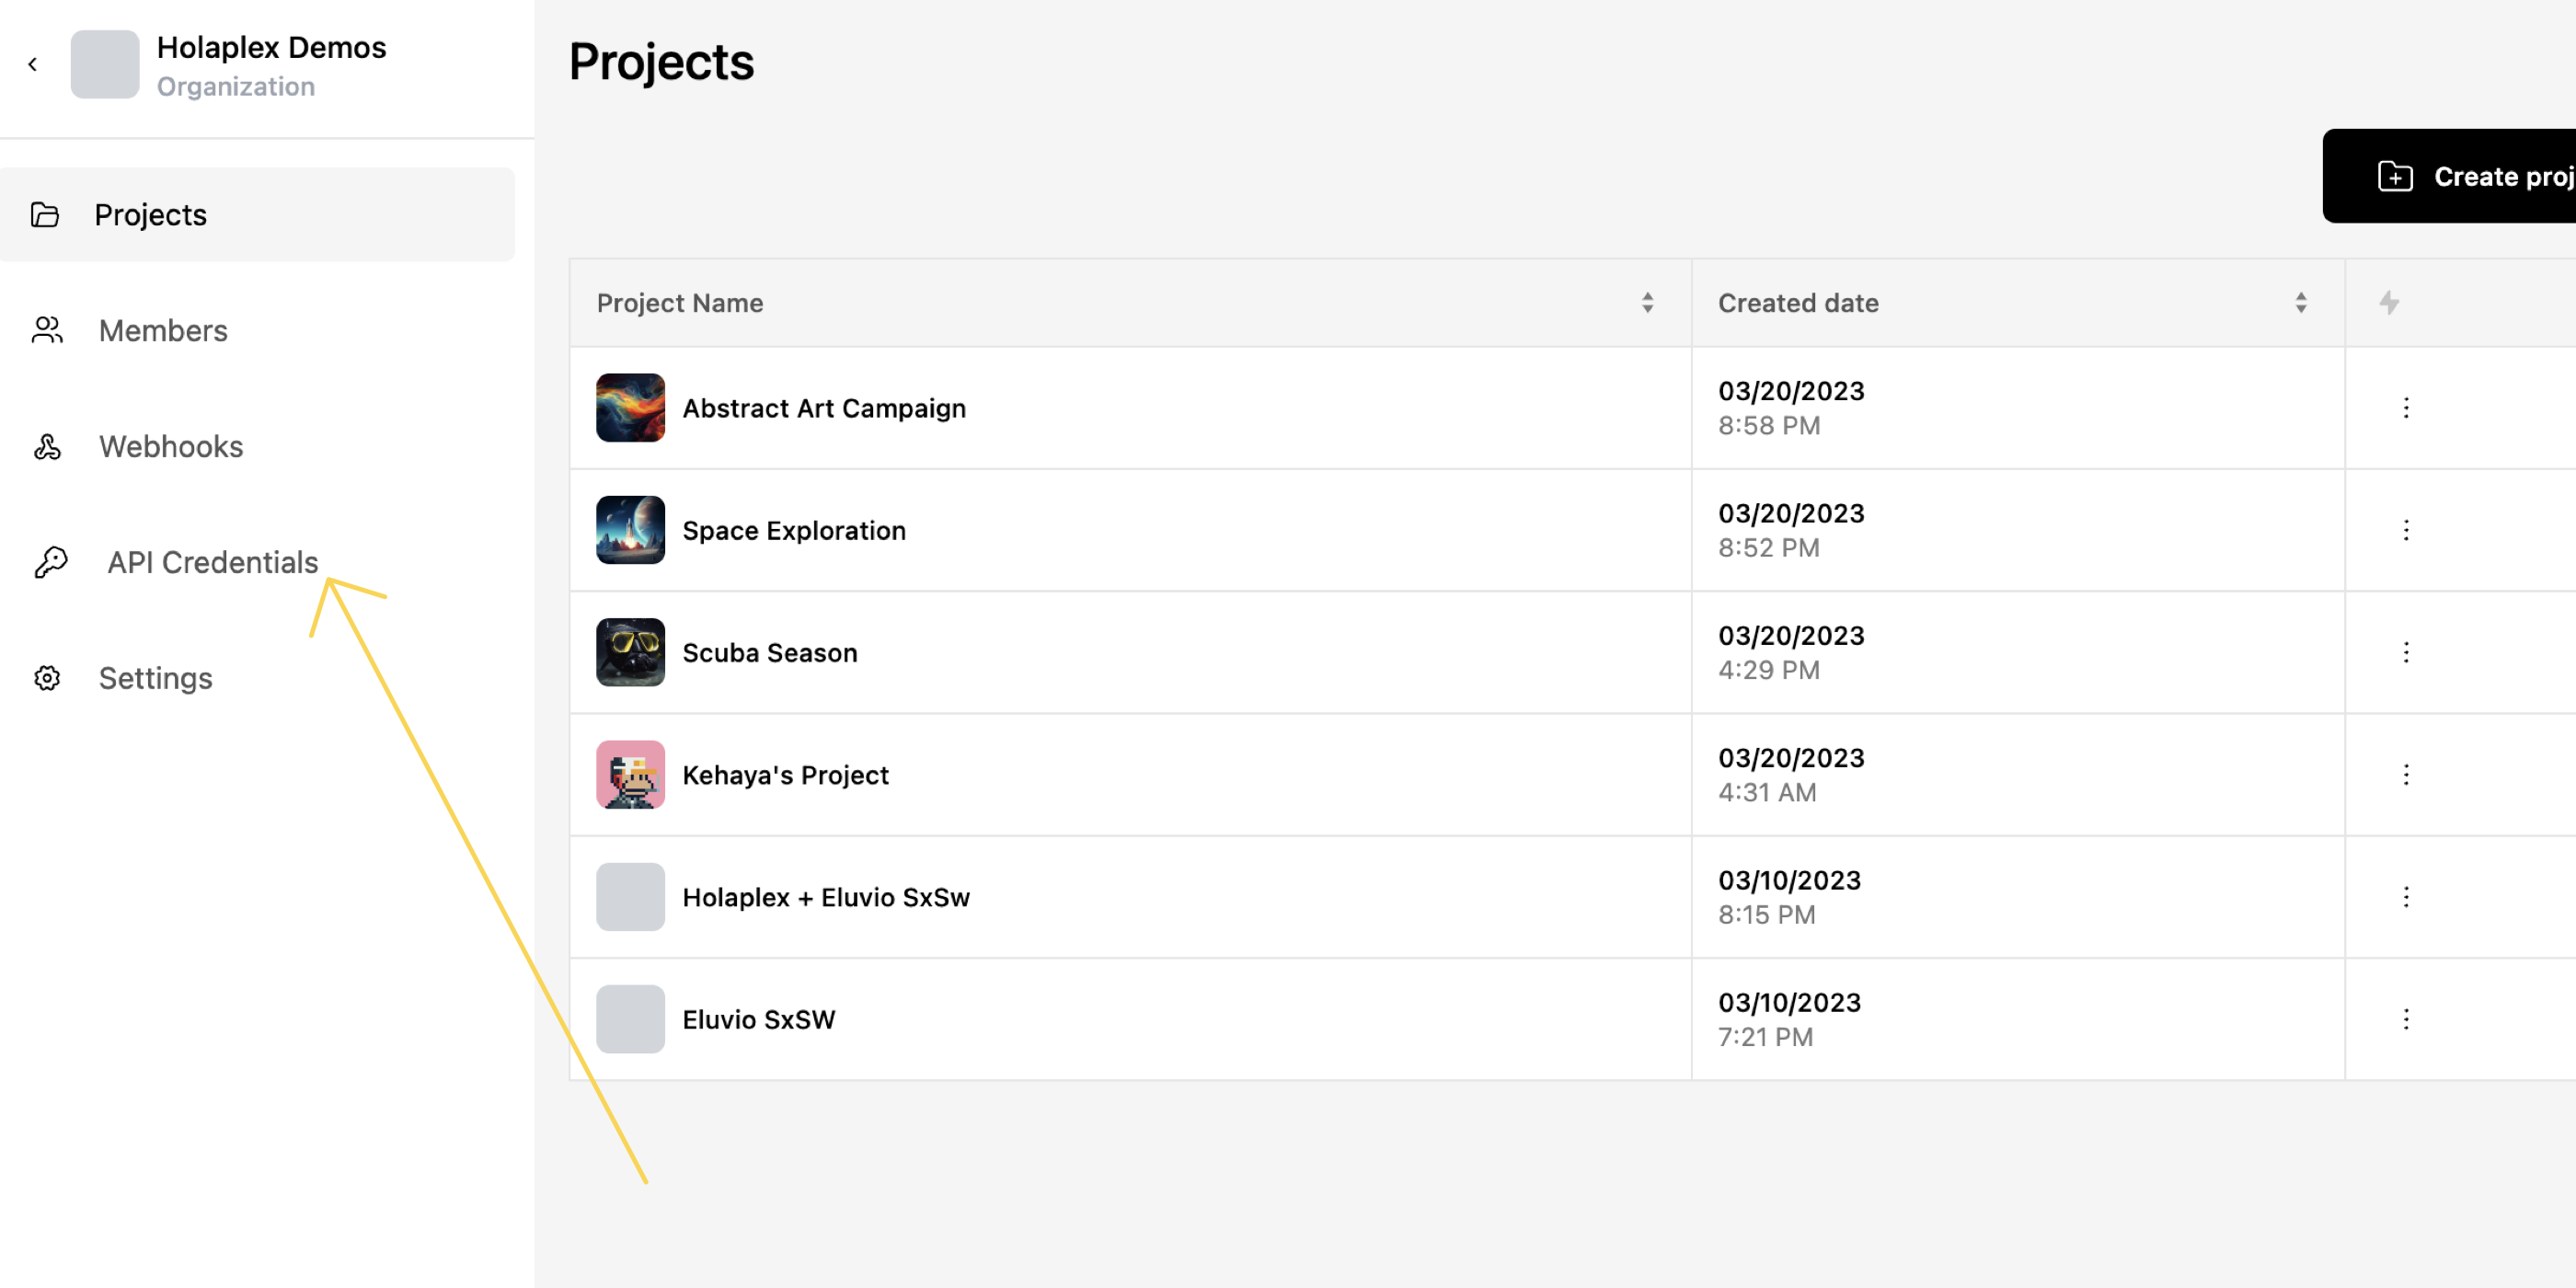 Holaplex Demos
Organization
Projects
Members
Webhooks
API Credentials
Settings
Projects
Create proj
Project Name
Created date
Abstract Art Campaign
03/20/2023
8:58 PM
Space Exploration
03/20/2023
8:52 PM
Scuba Season
03/20/2023
4:29 PM
Kehaya's Project
03/20/2023
4:31 AM
Holaplex + Eluvio SxSw
03/10/2023
8:15 PM
Eluvio SxSW
03/10/2023
7:21 PM